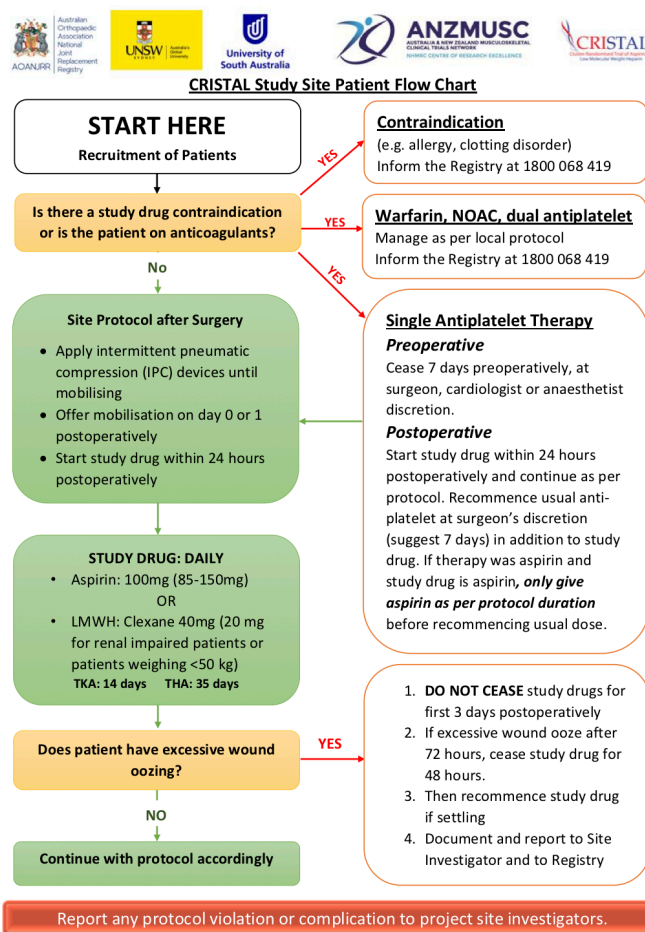 Australian
Orthopaedic
Association
National
Joint
Replacement
Registry
AOANJRR
UNSW
SYDNEY
Australia's
Global
University
University of
South Australia
ANZMUSC
AUSTRALIA & NEW ZEALAND MUSCULOSKELETAL
CLINICAL TRIALS NETWORK
NHMRC CENTRE OF RESEARCH EXCELLENCE
CRISTAL
Cluster Randomised Trial of Aspirin
Low Molecular Weight Heparin
CRISTAL Study Site Patient Flow Chart
START HERE
Recruitment of Patients
Is there a study drug contraindication
or is the patient on anticoagulants?
YES
Contraindication
(e.g. allergy, clotting disorder)
Inform the Registry at 1800 068 419
YES
Warfarin, NOAC, dual antiplatelet
Manage as per local protocol
Inform the Registry at 1800 068 419
YES
Single Antiplatelet Therapy
Preoperative
Cease 7 days preoperatively, at
surgeon, cardiologist or anaesthetist
discretion.
Postoperative
Start study drug within 24 hours
postoperatively and continue as per
protocol. Recommence usual anti-
platelet at surgeon's discretion
(suggest 7 days) in addition to study
drug. If therapy was aspirin and
study drug is aspirin, only give
aspirin as per protocol duration
before recommencing usual dose.
No
Site Protocol after Surgery
• Apply intermittent pneumatic
compression (IPC) devices until
mobilising
• Offer mobilisation on day 0 or 1
postoperatively
• Start study drug within 24 hours
postoperatively
STUDY DRUG: DAILY
• Aspirin: 100mg (85-150mg)
OR
• LMWH: Clexane 40mg (20 mg
for renal impaired patients or
patients weighing <50 kg)
TKA: 14 days THA: 35 days
Does patient have excessive wound
oozing?
YES
1. DO NOT CEASE study drugs for
first 3 days postoperatively
2. If excessive wound ooze after
72 hours, cease study drug for
48 hours.
3. Then recommence study drug
if settling
4. Document and report to Site
Investigator and to Registry
NO
Continue with protocol accordingly
Report any protocol violation or complication to project site investigators.